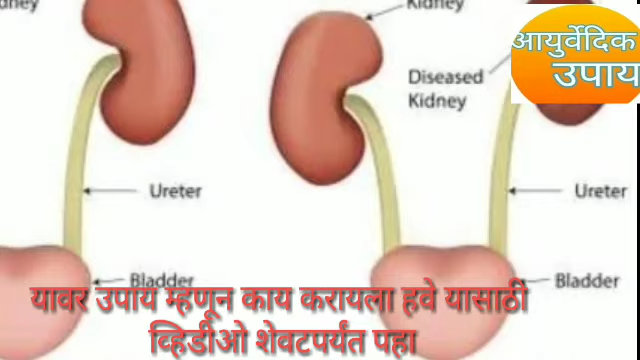 Kidney
आयुर्वेदिक
उपाय
Diseased
Kidney
Ureter
Ureter
Bladder
Bladder
यावर उपाय म्हणून काय करायला हवे यासाठी
व्हिडीओ शेवटपर्यंत पहा